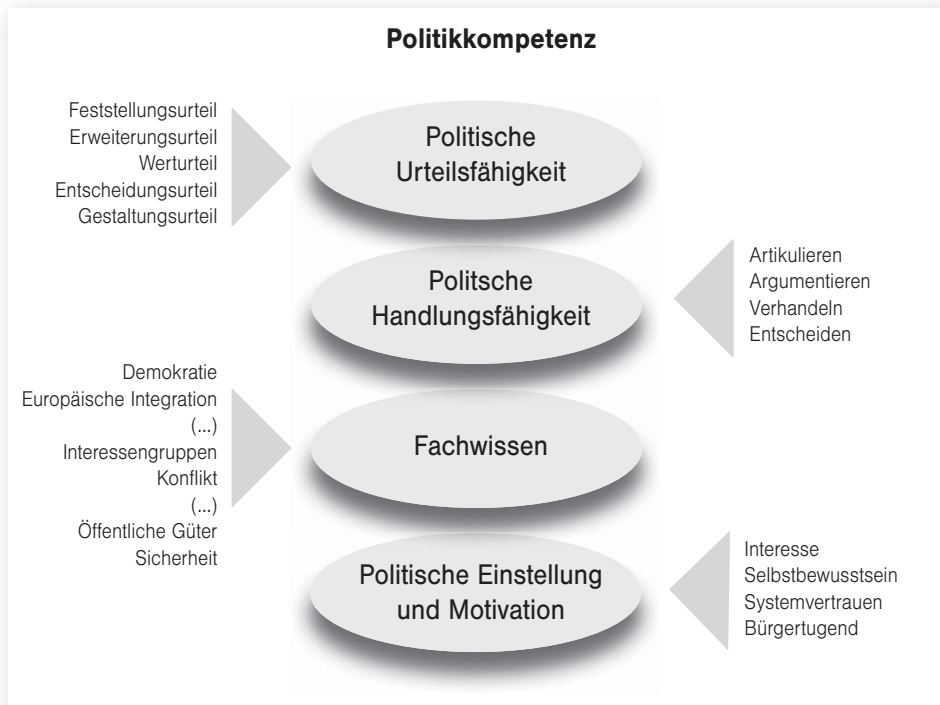 Politikkompetenz
Feststellungsurteil
Erweiterungsurteil
Werturteil
Entscheidungsurteil
Gestaltungsurteil
Politische
Urteilsfähigkeit
Politsche
Handlungsfähigkeit
Artikulieren
Argumentieren
Verhandeln
Entscheiden
Demokratie
Europäische Integration
(...)
Interessengruppen
Konflikt
(...)
Öffentliche Güter
Sicherheit
Fachwissen
Politische Einstellung
und Motivation
Interesse
Selbstbewusstsein
Systemvertrauen
Bürgertugend